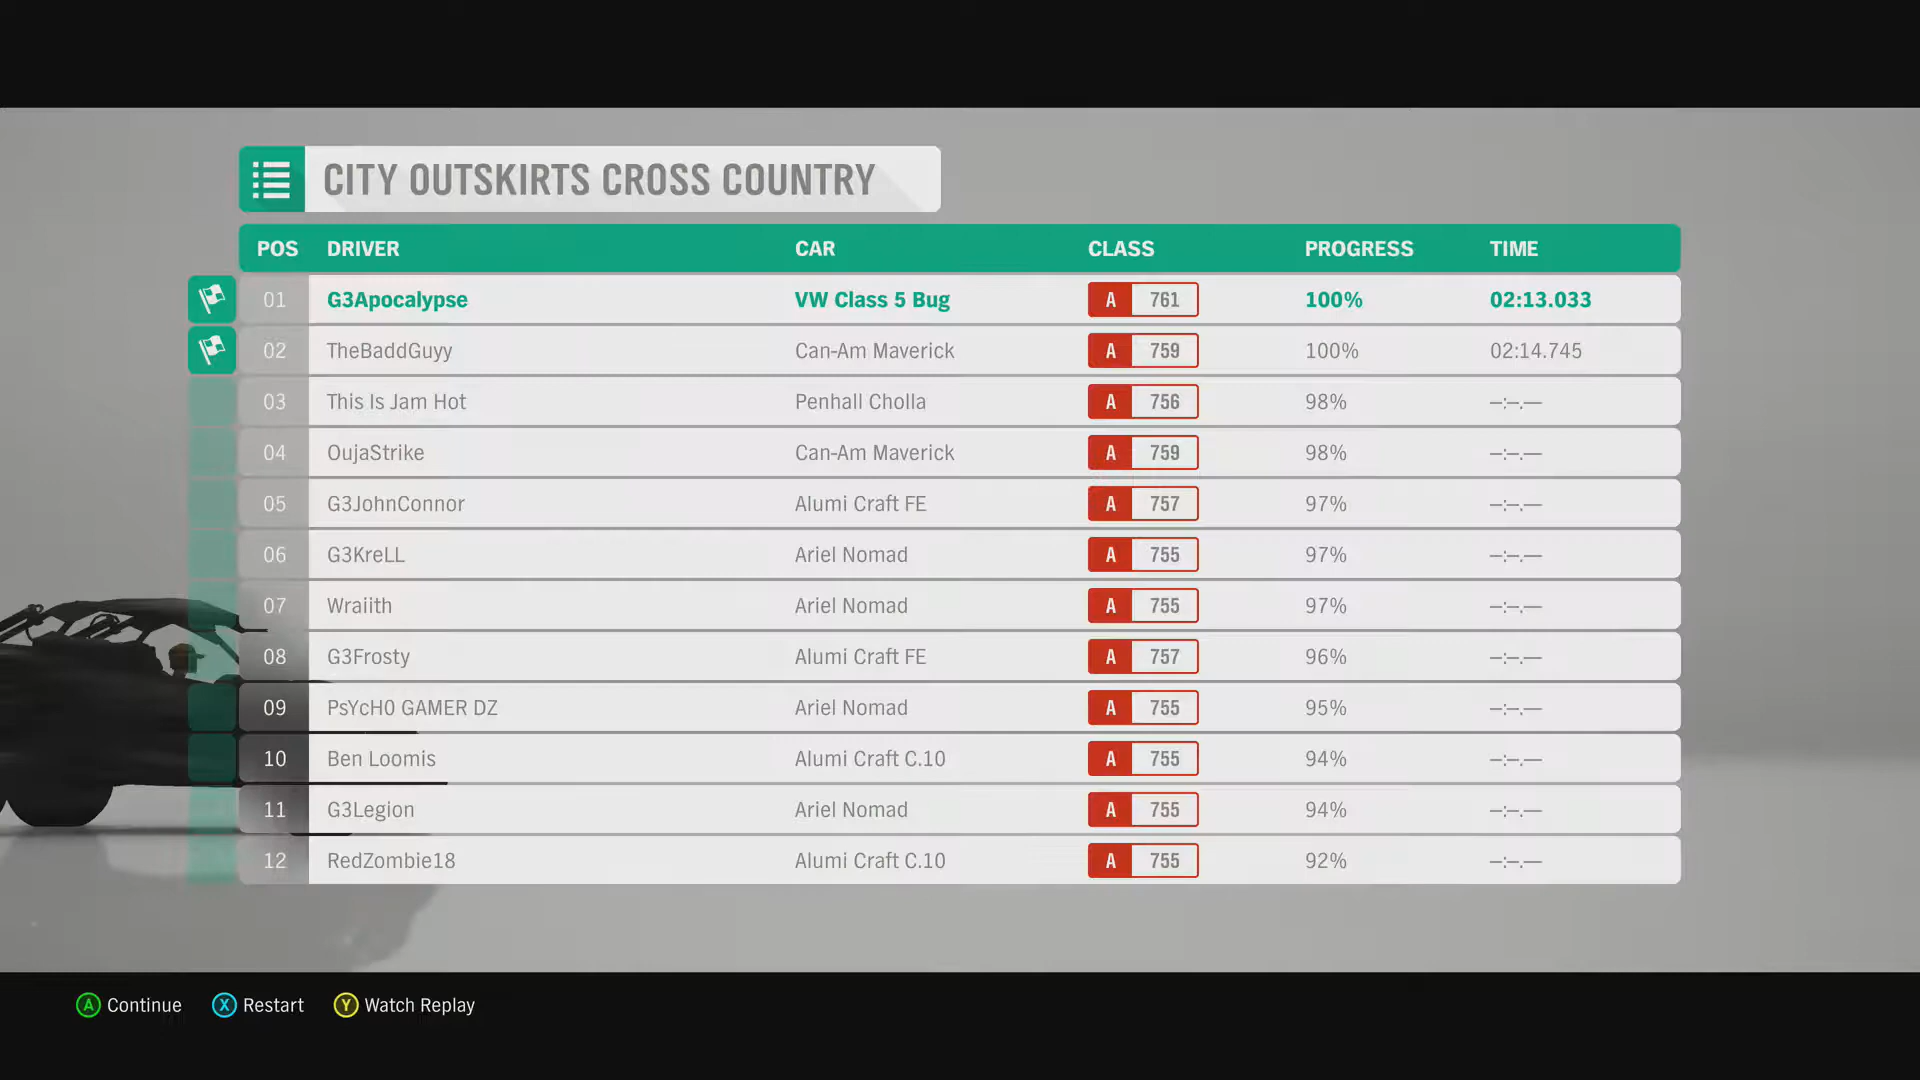 CITY OUTSKIRTS CROSS COUNTRY
POS DRIVER CAR CLASS PROGRESS TIME
01 G3Apocalypse VW Class 5 Bug A 761 100% 02:13.033
02 TheBaddGuyy Can-Am Maverick A 759 100% 02:14.745
03 This Is Jam Hot Penhall Cholla A 756 98% --:--.---
04 OujaStrike Can-Am Maverick A 759 98% --:--.---
05 G3JohnConnor Alumi Craft FE A 757 97% --:--.---
06 G3KreLL Ariel Nomad A 755 97% --:--.---
07 Wraiith Ariel Nomad A 755 97% --:--.---
08 G3Frosty Alumi Craft FE A 757 96% --:--.---
09 PsYcH0 GAMER DZ Ariel Nomad A 755 95% --:--.---
10 Ben Loomis Alumi Craft C.10 A 755 94% --:--.---
11 G3Legion Ariel Nomad A 755 94% --:--.---
12 RedZombie18 Alumi Craft C.10 A 755 92% --:--.---
A Continue X Restart Y Watch Replay